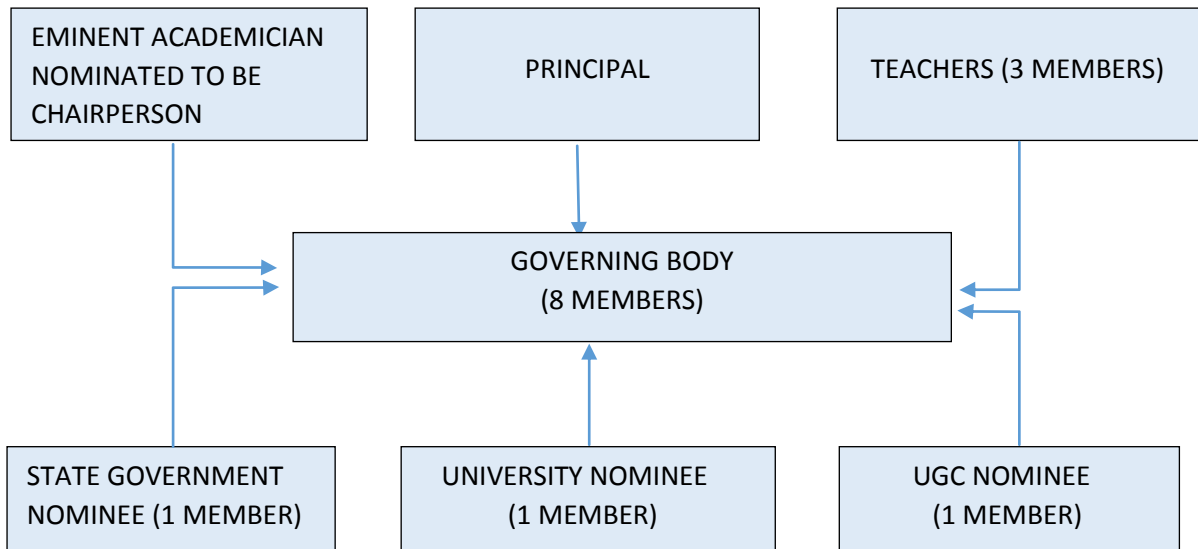 EMINENT ACADEMICIAN
NOMINATED TO BE
CHAIRPERSON
PRINCIPAL
TEACHERS (3 MEMBERS)
GOVERNING BODY
(8 MEMBERS)
STATE GOVERNMENT
NOMINEE (1 MEMBER)
UNIVERSITY NOMINEE
(1 MEMBER)
UGC NOMINEE
(1 MEMBER)